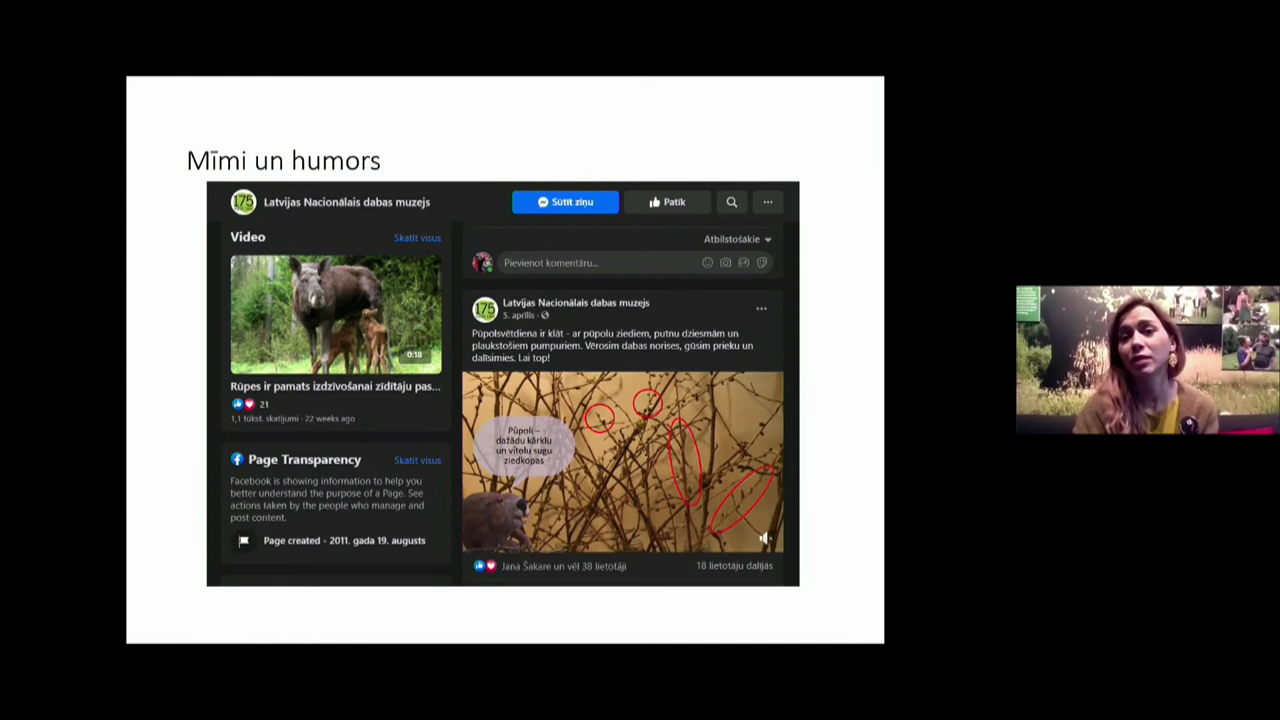 Mīmi un humors
175
Latvijas Nacionālais dabas muzejs
Sūtīt ziņu
Patīk
Video
Skatīt visus
0:18
Rūpes ir pamats izdzīvošanai zīdītāju pas...
21
1,1 tūkst. skatījumi · 22 weeks ago
Page Transparency
Skatīt visus
Facebook is showing information to help you
better understand the purpose of a Page. See
actions taken by the people who manage and
post content.
Page created - 2011. gada 19. augusts
Atbilstošākie
Pievienot komentāru...
175
Latvijas Nacionālais dabas muzejs
5. aprīlis ·
Pūpolsvētdiena ir klāt - ar pūpolu ziediem, putnu dziesmām un
plaukstošiem pumpuriem. Vērosim dabas norises, gūsim prieku un
dalīsimies. Lai top!
Pūpoli –
dažādu kārklu
un vītolu sugu
ziedkopas
Jana Šakare un vēl 38 lietotāji
18 lietotāju dalījās